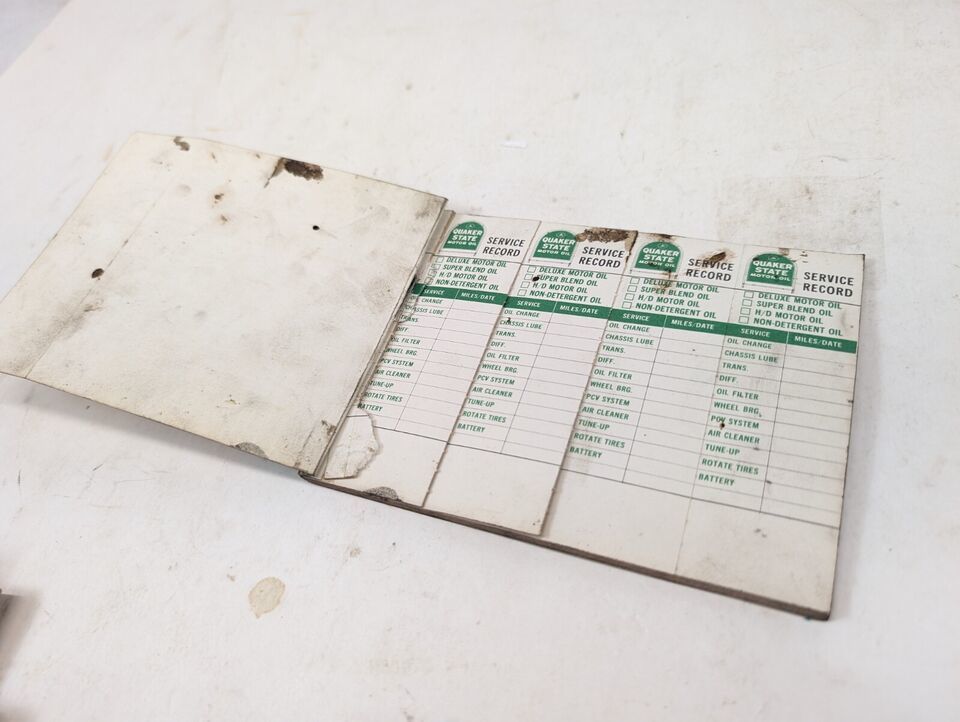 QUAKER
STATE
MOTOR OIL
SERVICE
RECORD
DELUXE MOTOR OIL
SUPER BLEND OIL
H/D MOTOR OIL
NON-DETERGENT OIL
SERVICE MILES/DATE
CHANGE
CHASSIS LUBE
TRANS.
DIFF.
OIL FILTER
WHEEL BRG.
PCV SYSTEM
AIR CLEANER
TUNE-UP
ROTATE TIRES
BATTERY
QUAKER
STATE
MOTOR OIL
SERVICE
RECORD
DELUXE MOTOR OIL
SUPER BLEND OIL
H/D MOTOR OIL
NON-DETERGENT OIL
SERVICE MILES/DATE
OIL CHANGE
CHASSIS LUBE
TRANS.
DIFF.
OIL FILTER
WHEEL BRG.
PCV SYSTEM
AIR CLEANER
TUNE-UP
ROTATE TIRES
BATTERY
QUAKER
STATE
MOTOR OIL
SERVICE
RECORD
DELUXE MOTOR OIL
SUPER BLEND OIL
H/D MOTOR OIL
NON-DETERGENT OIL
SERVICE MILES/DATE
OIL CHANGE
CHASSIS LUBE
TRANS.
DIFF.
OIL FILTER
WHEEL BRG.
PCV SYSTEM
AIR CLEANER
TUNE-UP
ROTATE TIRES
BATTERY
QUAKER
STATE
MOTOR OIL
SERVICE
RECORD
DELUXE MOTOR OIL
SUPER BLEND OIL
H/D MOTOR OIL
NON-DETERGENT OIL
SERVICE MILES/DATE
OIL CHANGE
CHASSIS LUBE
TRANS.
DIFF.
OIL FILTER
WHEEL BRG.
PCV SYSTEM
AIR CLEANER
TUNE-UP
ROTATE TIRES
BATTERY